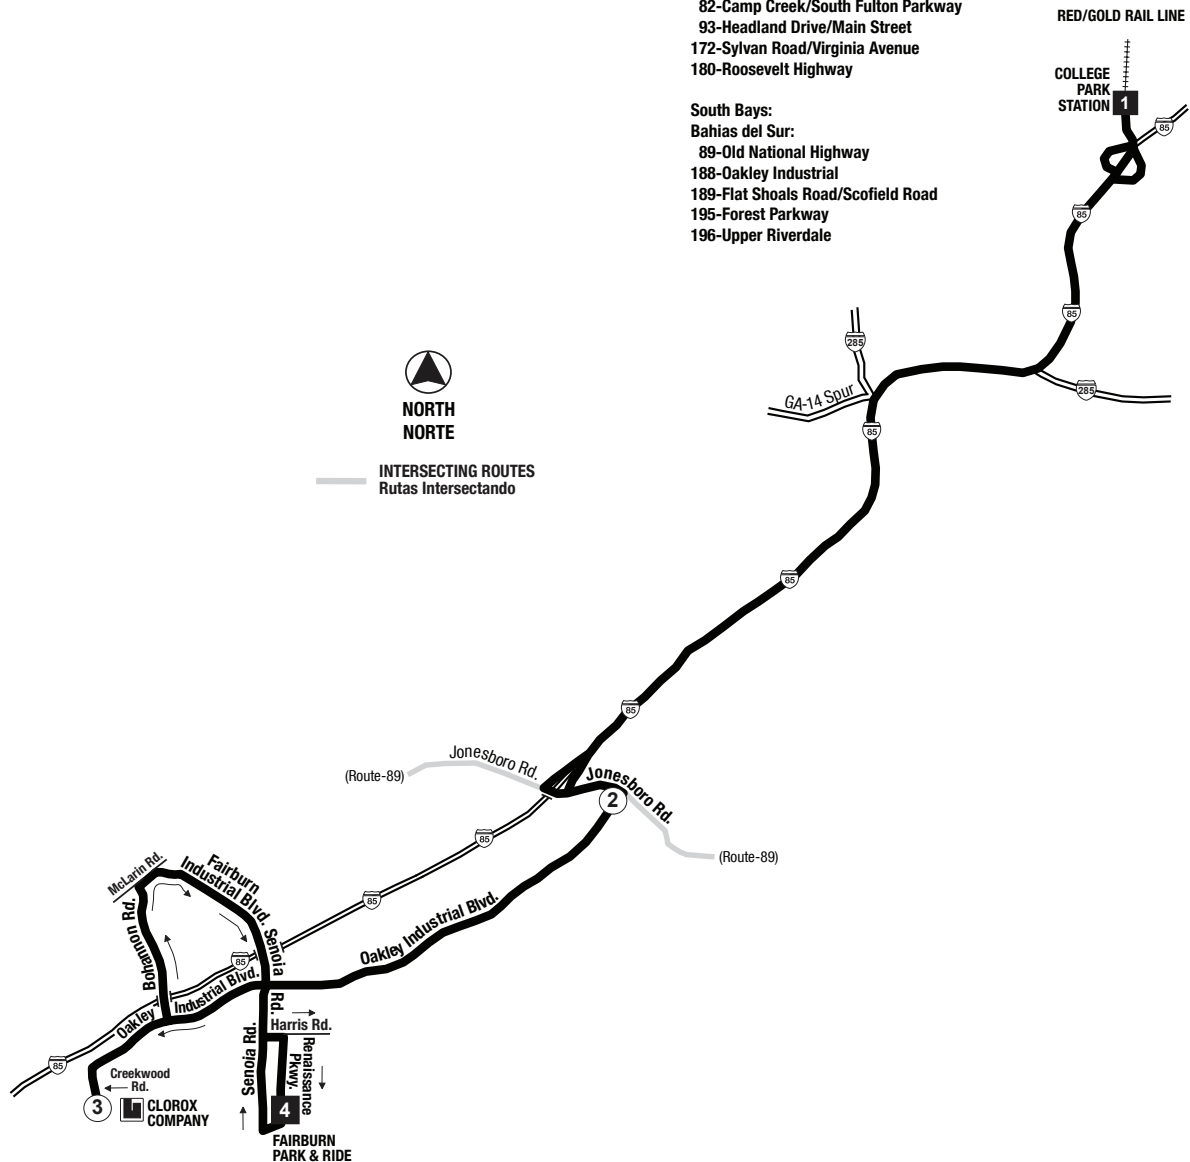 82-Camp Creek/South Fulton Parkway
93-Headland Drive/Main Street
172-Sylvan Road/Virginia Avenue
180-Roosevelt Highway
South Bays:
Bahias del Sur:
89-Old National Highway
188-Oakley Industrial
189-Flat Shoals Road/Scofield Road
195-Forest Parkway
196-Upper Riverdale
RED/GOLD RAIL LINE
COLLEGE
PARK
STATION
1
85
85
85
285
GA-14 Spur
285
85
NORTH
NORTE
INTERSECTING ROUTES
Rutas Intersectando
85
85
Jonesboro Rd.
(Route-89)
Jonesboro Rd.
2
(Route-89)
85
85
McLarin Rd.
Fairburn
Industrial Blvd.
Bohannon Rd.
Senoia
Rd.
85
Oakley Industrial Blvd.
Oakley
Industrial Blvd.
Harris Rd.
Senoia Rd.
Renaissance
Pkwy.
85
Creekwood
Rd.
3
CLOROX
COMPANY
4
FAIRBURN
PARK & RIDE